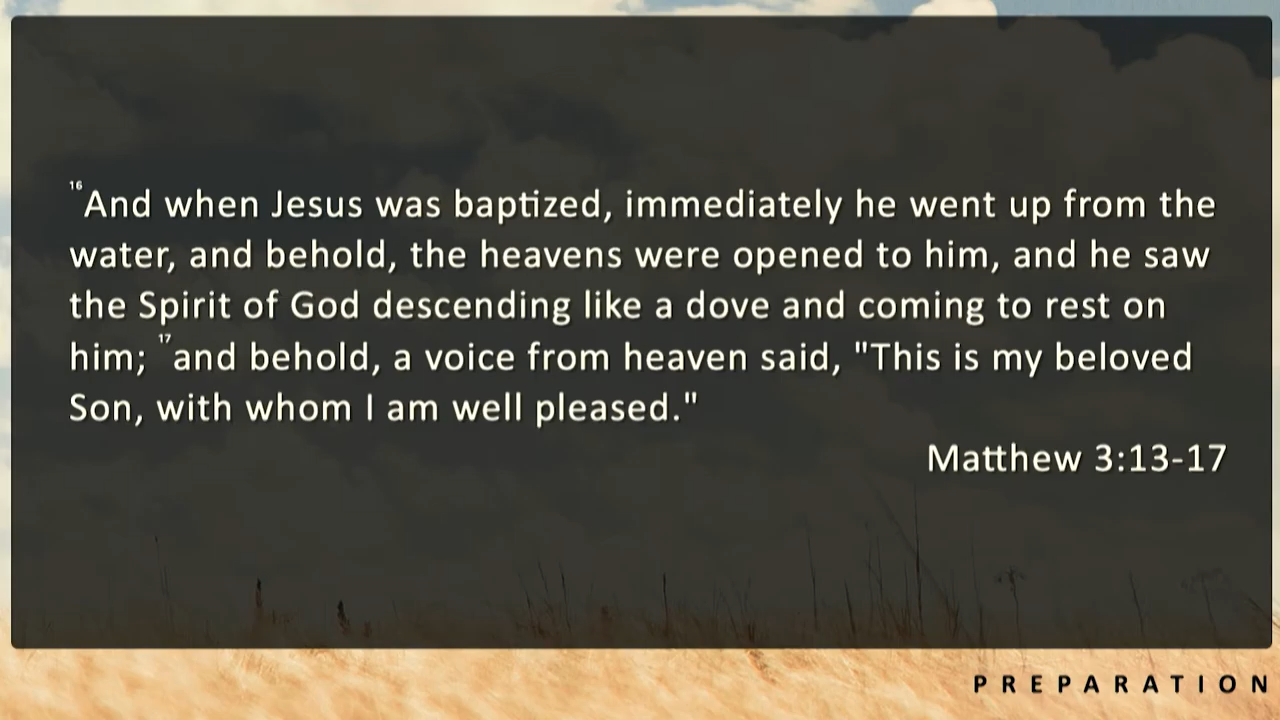 16And when Jesus was baptized, immediately he went up from the
water, and behold, the heavens were opened to him, and he saw
the Spirit of God descending like a dove and coming to rest on
him; 17and behold, a voice from heaven said, "This is my beloved
Son, with whom I am well pleased."
Matthew 3:13-17
PREPARATION